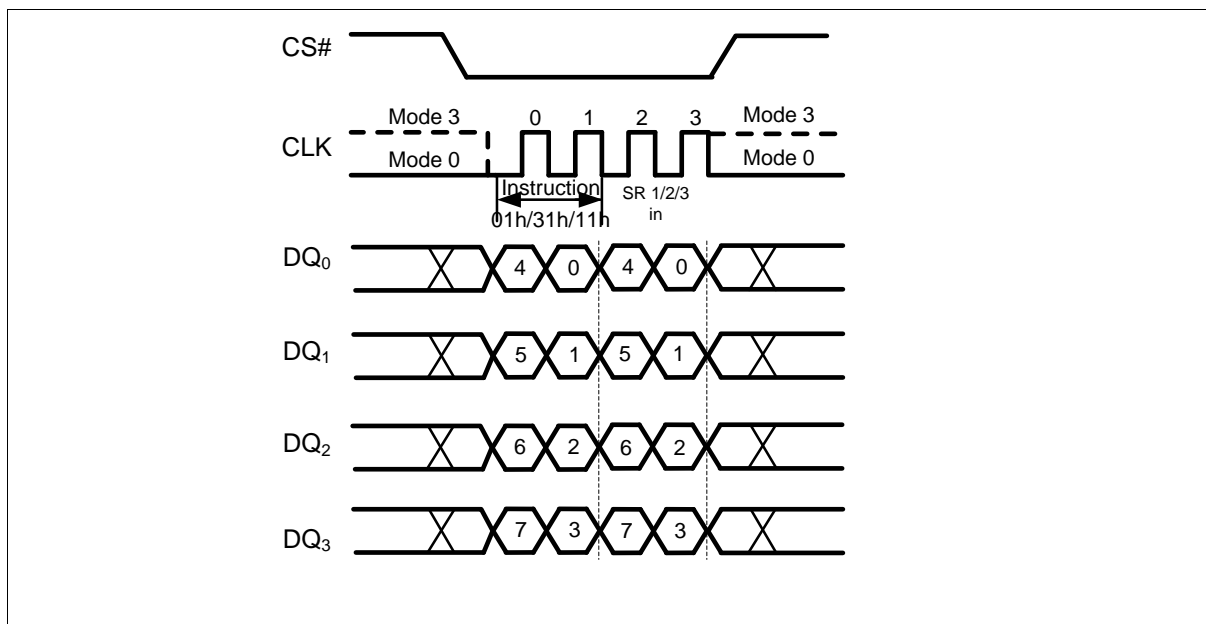 CS#
Mode 3 0 1 2 3 Mode 3
CLK
Mode 0 Mode 0
Instruction SR 1/2/3
01h/31h/11h in
DQ0 4 0 4 0
DQ1 5 1 5 1
DQ2 6 2 6 2
DQ3 7 3 7 3